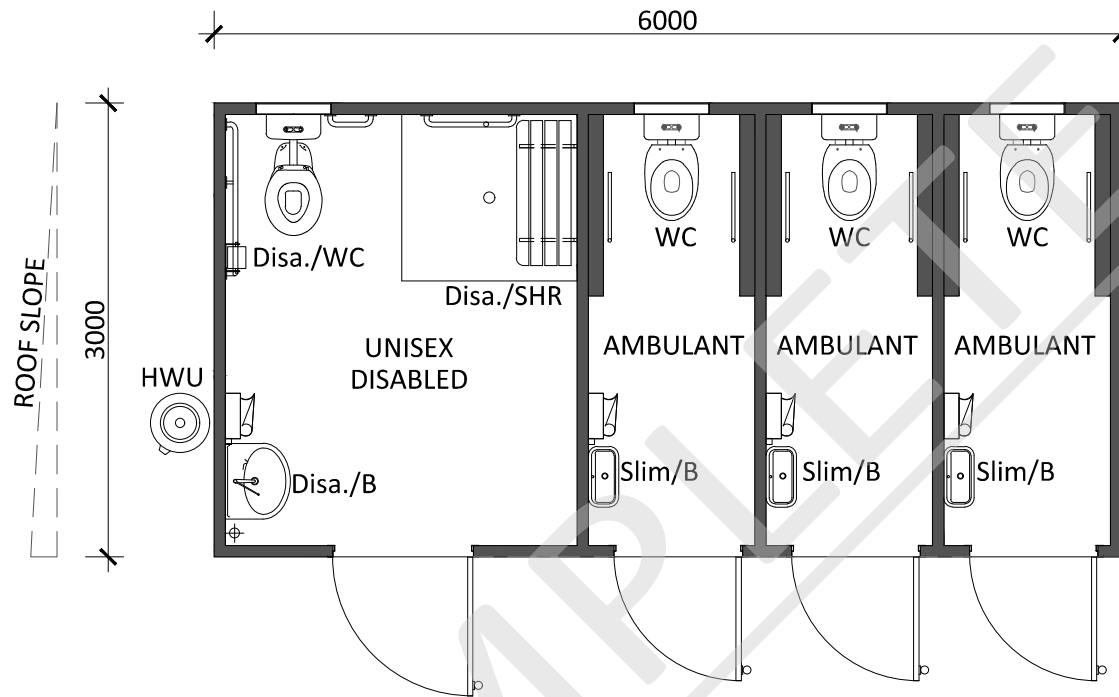 6000
ROOF SLOPE
3000
HWU
Disa./WC
Disa./SHR
UNISEX
DISABLED
Disa./B
WC
AMBULANT
Slim/B
WC
AMBULANT
Slim/B
WC
AMBULANT
Slim/B
MPLETE